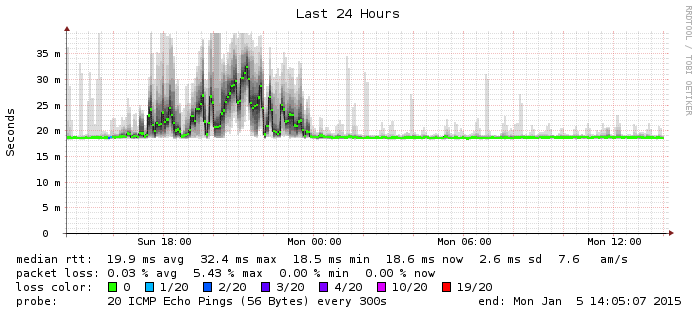 Last 24 Hours
RRDTOOL / TOBI OETIKER
Seconds
35 m
30 m
25 m
20 m
15 m
10 m
5 m
0
Sun 18:00 Mon 00:00 Mon 06:00 Mon 12:00
median rtt: 19.9 ms avg 32.4 ms max 18.5 ms min 18.6 ms now 2.6 ms sd 7.6 am/s
packet loss: 0.03 % avg 5.43 % max 0.00 % min 0.00 % now
loss color: 0 1/20 2/20 3/20 4/20 10/20 19/20
probe: 20 ICMP Echo Pings (56 Bytes) every 300s end: Mon Jan 5 14:05:07 2015